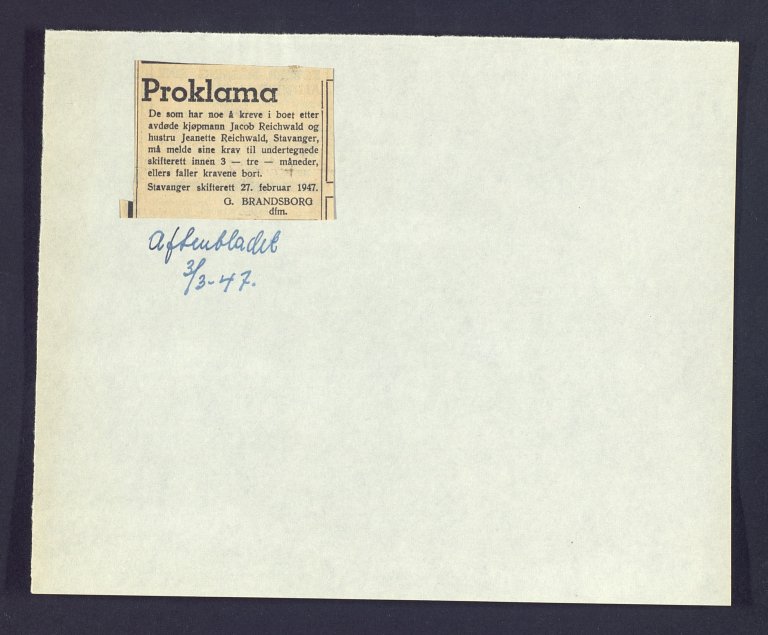 Proklama
De som har noe å kreve i boet etter
avdøde kjøpmann Jacob Reichwald og
hustru Jeanette Reichwald, Stavanger,
må melde sine krav til undertegnede
skifterett innen 3 — tre — måneder,
ellers faller kravene bort.
Stavanger skifterett 27. februar 1947.
G. BRANDSBORG
dfm.
Aftenbladet
3/3-47.